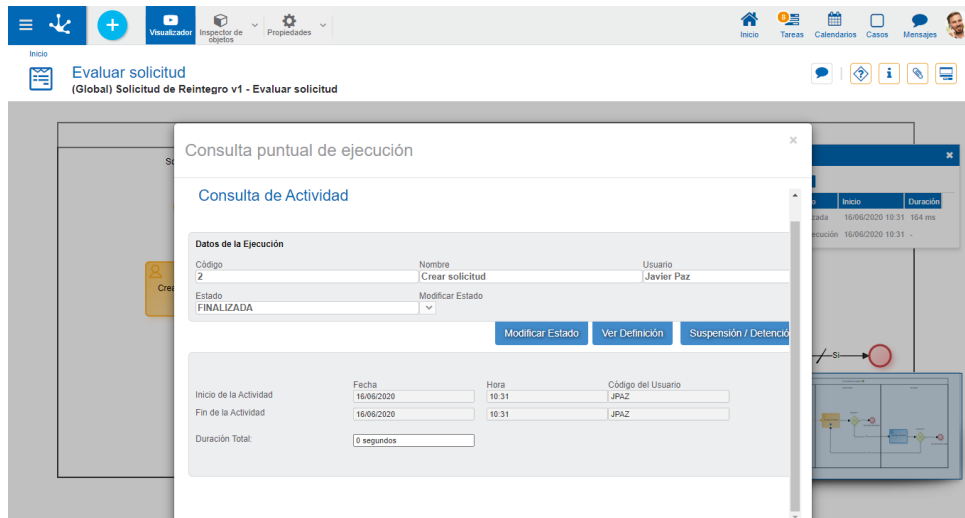 Visualizador
Inspector de objetos
Propiedades
Inicio
8
Tareas
Calendarios
Casos
Mensajes
Inicio
Evaluar solicitud
(Global) Solicitud de Reintegro v1 - Evaluar solicitud
Consulta puntual de ejecución
Consulta de Actividad
Inicio Duración
16/06/2020 10:31 164 ms
16/06/2020 10:31 -
Datos de la Ejecución
Código Nombre Usuario
2 Crear solicitud Javier Paz
Estado Modificar Estado
FINALIZADA
Modificar Estado Ver Definición Suspensión / Detenció
Si
Fecha Hora Código del Usuario
Inicio de la Actividad 16/06/2020 10:31 JPAZ
Fin de la Actividad 16/06/2020 10:31 JPAZ
Duración Total: 0 segundos